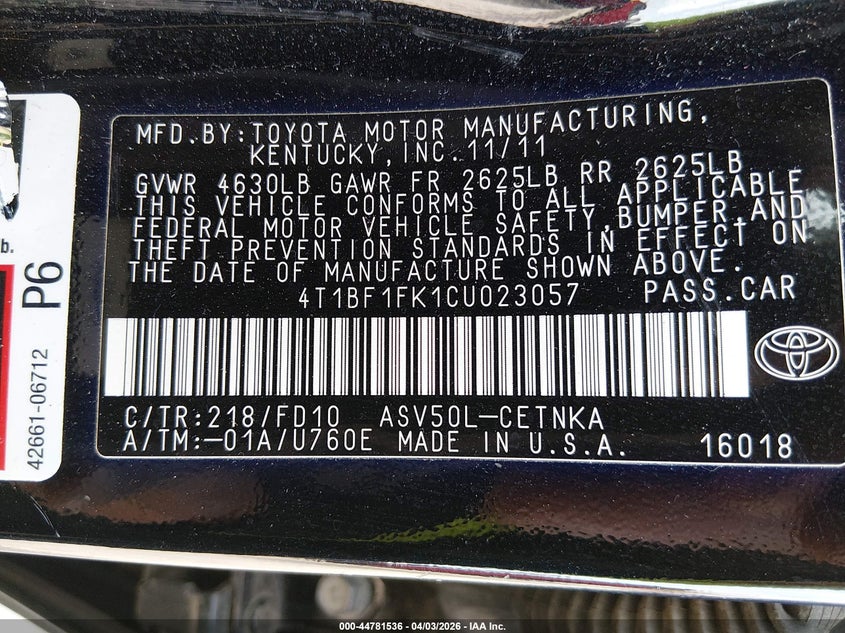 MFD.BY:TOYOTA MOTOR MANUFACTURING,
KENTUCKY,INC.11/11
GVWR 4630LB GAWR FR 2625LB RR 2625LB
THIS VEHICLE CONFORMS TO ALL APPLICABLE
FEDERAL MOTOR VEHICLE SAFETY,BUMPER,AND
THEFT PREVENTION STANDARDS IN EFFECT ON
THE DATE OF MANUFACTURE SHOWN ABOVE.
4T1BF1FK1CU023057 PASS.CAR
C/TR:218/FD10 ASV50L-CETNKA
A/TM:-01A/U760E MADE IN U.S.A. 16018
b.
P6
42661-06712
000-44781536 - 04/03/2026 - IAA Inc.